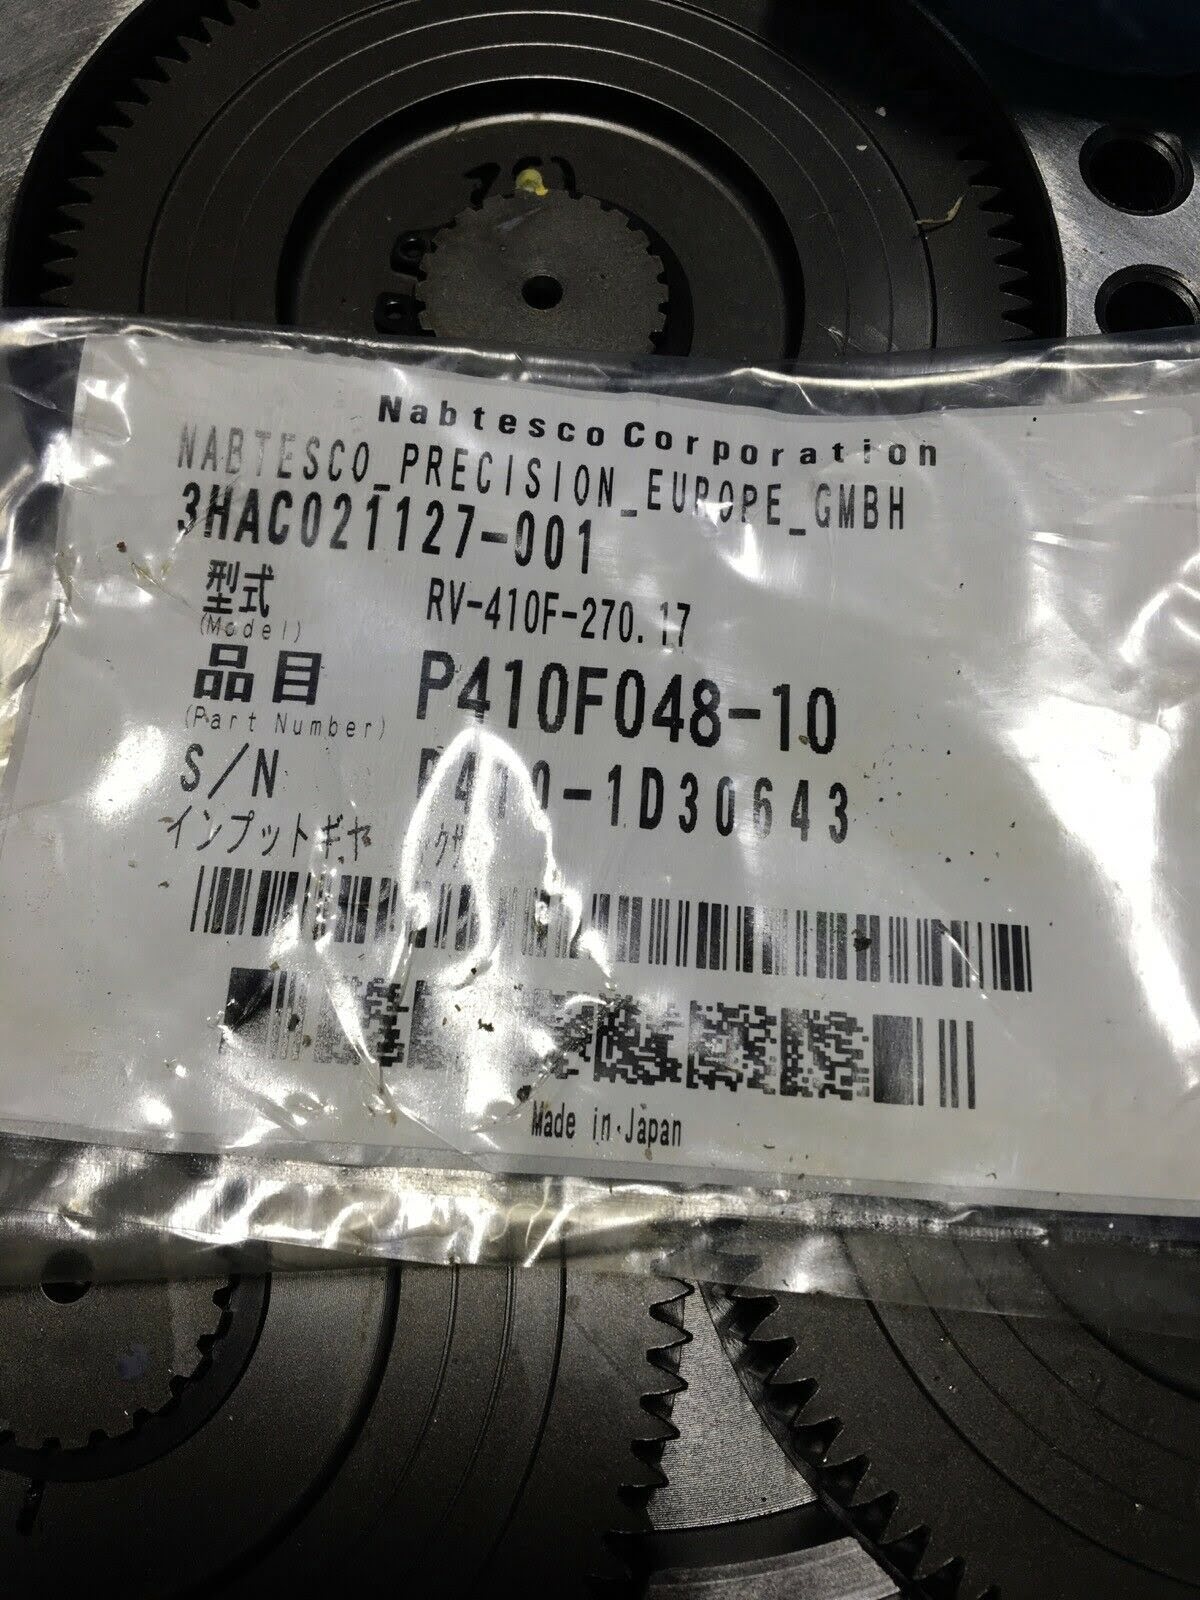 Nabtesco Corporation
NABTESCO_PRECISION_EUROPE_GMBH
3HAC021127-001
型式
(Model)
RV-410F-270.17
品目
(Part Number)
P410F048-10
S/N
インプットギヤ
Made in Japan